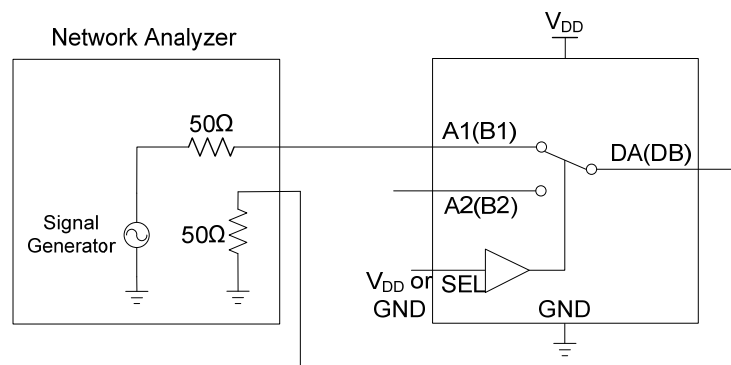 V_DD
Network Analyzer
50Ω
A1(B1)
DA(DB)
A2(B2)
Signal
Generator
50Ω
V_DD or SEL
GND
GND